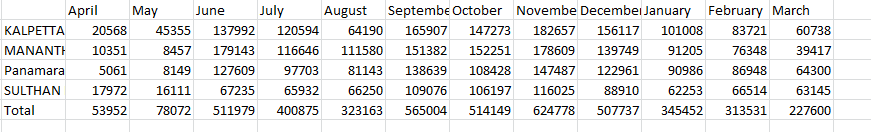 April May June July August Septembe October Novembe December January February March
KALPETTA 20568 45355 137992 120594 64190 165907 147273 182657 156117 101008 83721 60738
MANANTH 10351 8457 179143 116646 111580 151382 152251 178609 139749 91205 76348 39417
Panamara 5061 8149 127609 97703 81143 138639 108428 147487 122961 90986 86948 64300
SULTHAN 17972 16111 67235 65932 66250 109076 106197 116025 88910 62253 66514 63145
Total 53952 78072 511979 400875 323163 565004 514149 624778 507737 345452 313531 227600